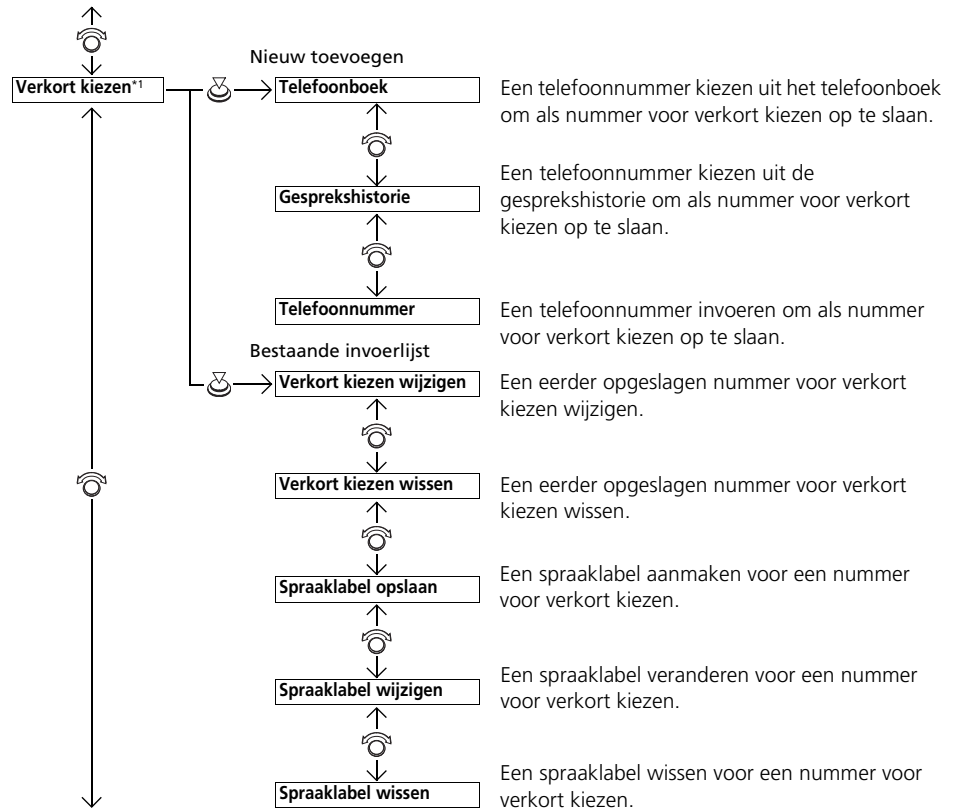 Nieuw toevoegen
Verkort kiezen*1
Telefoonboek
Een telefoonnummer kiezen uit het telefoonboek
om als nummer voor verkort kiezen op te slaan.
Gesprekshistorie
Een telefoonnummer kiezen uit de
gesprekshistorie om als nummer voor verkort
kiezen op te slaan.
Telefoonnummer
Een telefoonnummer invoeren om als nummer
voor verkort kiezen op te slaan.
Bestaande invoerlijst
Verkort kiezen wijzigen
Een eerder opgeslagen nummer voor verkort
kiezen wijzigen.
Verkort kiezen wissen
Een eerder opgeslagen nummer voor verkort
kiezen wissen.
Spraaklabel opslaan
Een spraaklabel aanmaken voor een nummer
voor verkort kiezen.
Spraaklabel wijzigen
Een spraaklabel veranderen voor een nummer
voor verkort kiezen.
Spraaklabel wissen
Een spraaklabel wissen voor een nummer voor
verkort kiezen.